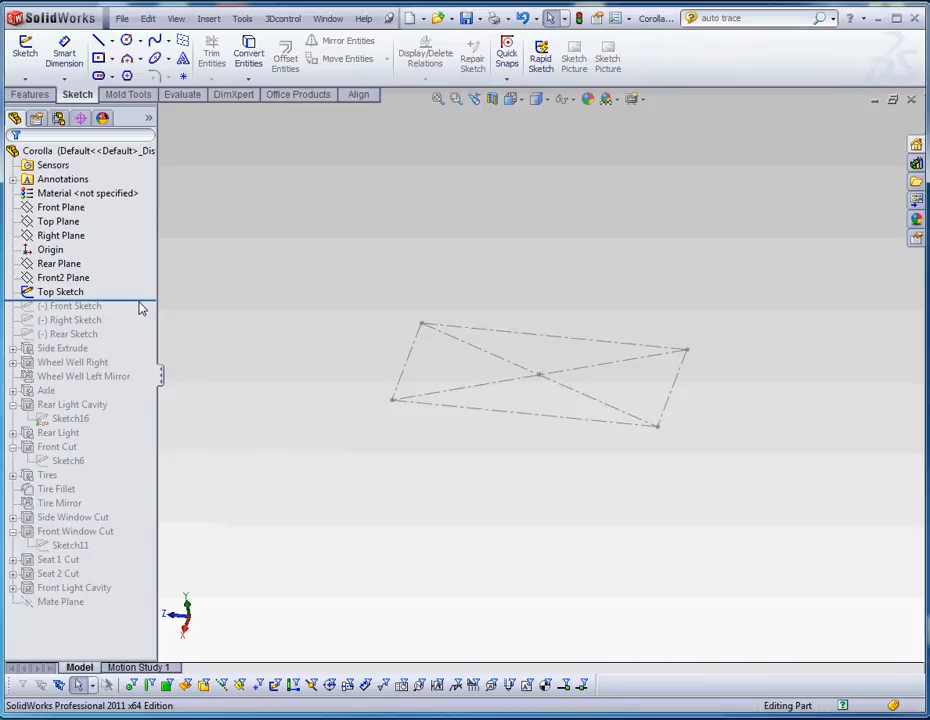 SolidWorks File Edit View Insert Tools 3Dcontrol Window Help Corolla... auto trace
Sketch Smart Dimension Trim Entities Convert Entities Offset Entities Mirror Entities Move Entities Display/Delete Relations Repair Sketch Quick Snaps Rapid Sketch Sketch Picture Sketch Picture
Features Sketch Mold Tools Evaluate DimXpert Office Products Align
Corolla (Default<<Default>_Dis
Sensors
Annotations
Material <not specified>
Front Plane
Top Plane
Right Plane
Origin
Rear Plane
Front2 Plane
Top Sketch
(-) Front Sketch
(-) Right Sketch
(-) Rear Sketch
Side Extrude
Wheel Well Right
Wheel Well Left Mirror
Axle
Rear Light Cavity
Sketch16
Rear Light
Front Cut
Sketch6
Tires
Tire Fillet
Tire Mirror
Side Window Cut
Front Window Cut
Sketch11
Seat 1 Cut
Seat 2 Cut
Front Light Cavity
Mate Plane
Y
Z
X
Model Motion Study 1
SolidWorks Professional 2011 x64 Edition Editing Part